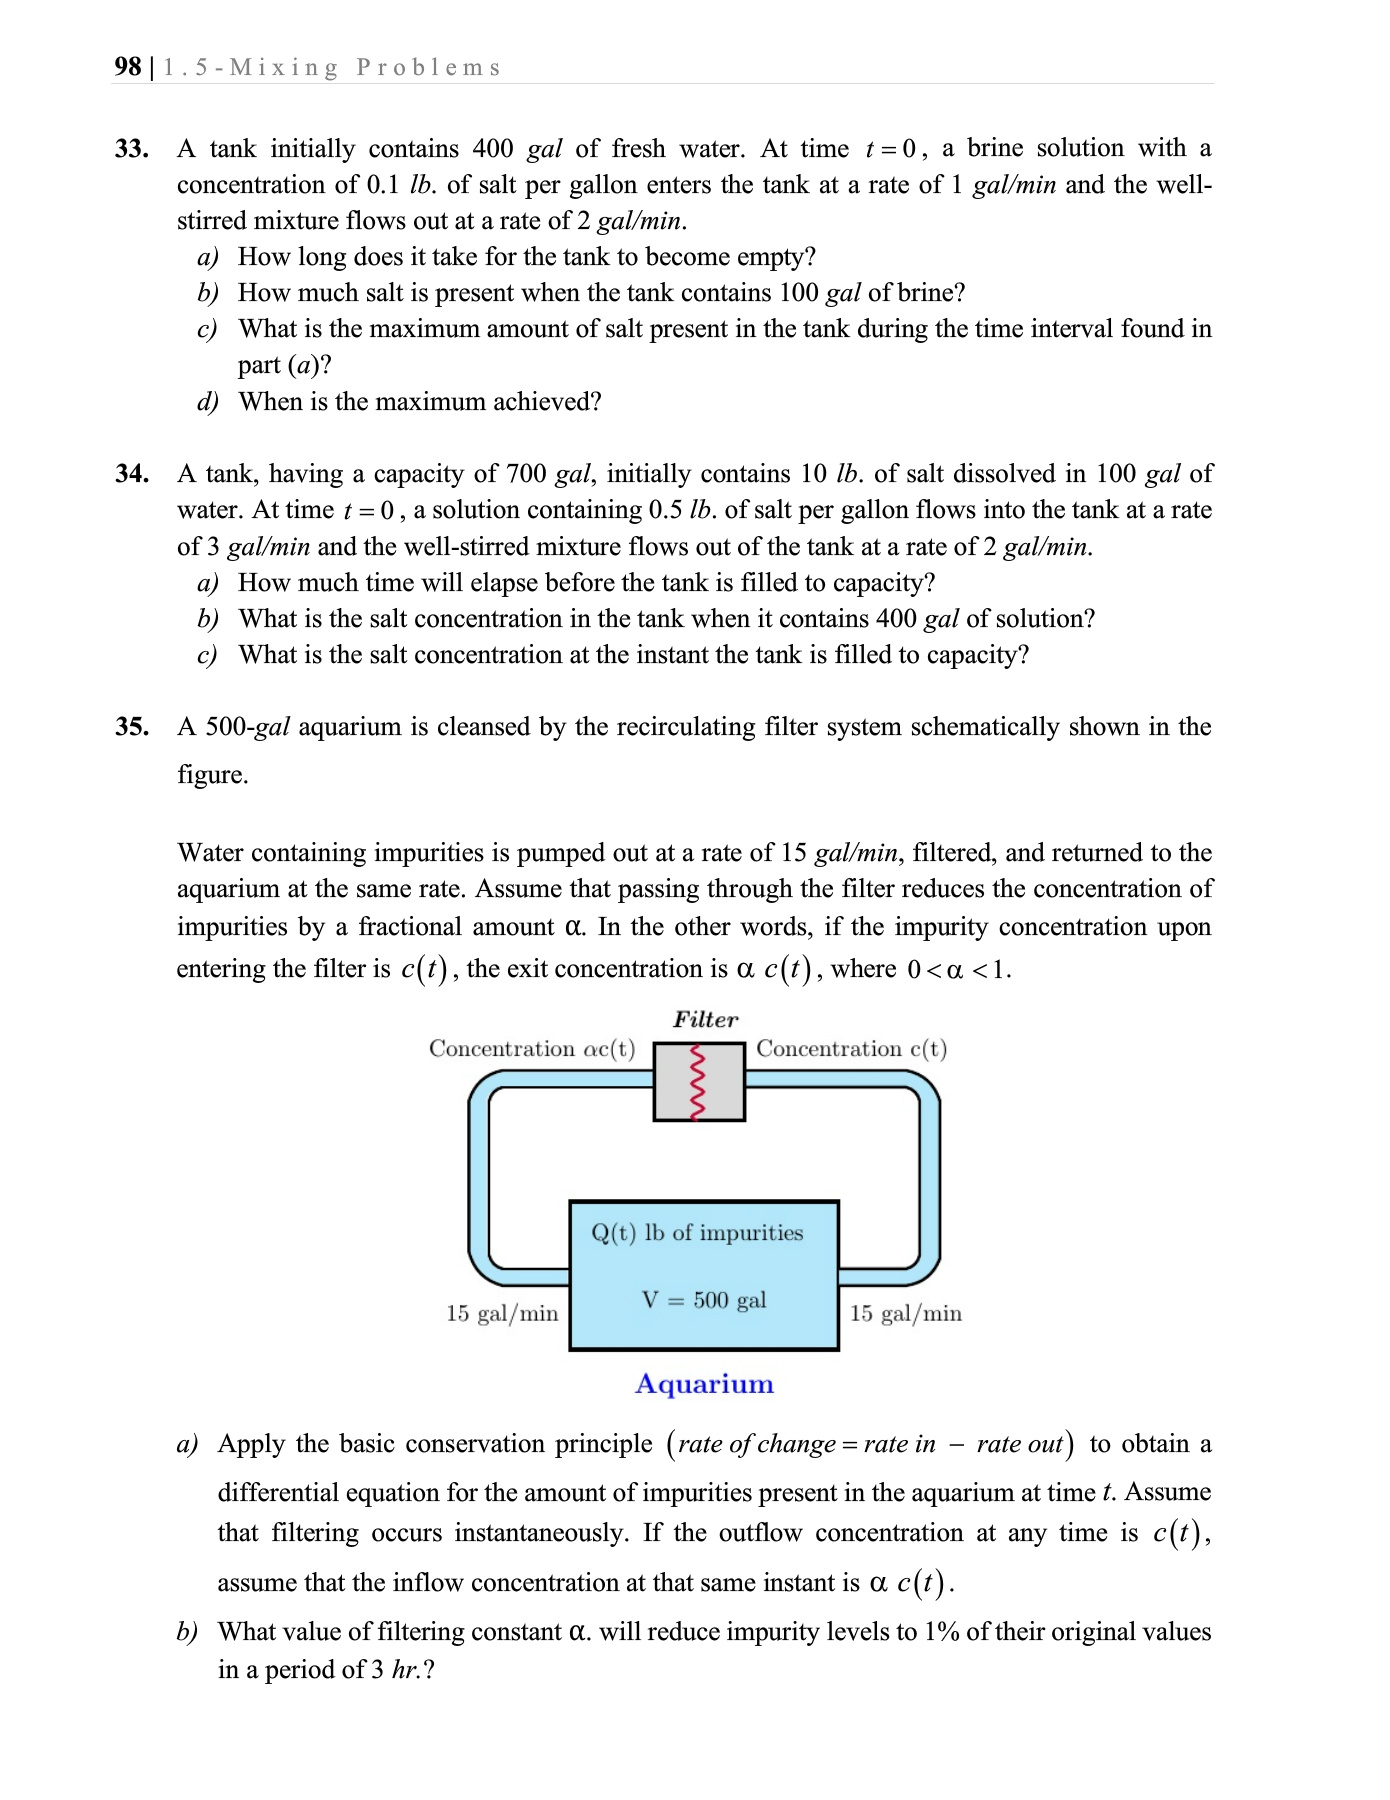 98 | 1.5-Mixing Problems
33. A tank initially contains 400 gal of fresh water. At time t = 0, a brine solution with a
concentration of 0.1 lb. of salt per gallon enters the tank at a rate of 1 gal/min and the well-
stirred mixture flows out at a rate of 2 gal/min.
a) How long does it take for the tank to become empty?
b) How much salt is present when the tank contains 100 gal of brine?
c) What is the maximum amount of salt present in the tank during the time interval found in
part (a)?
d) When is the maximum achieved?
34. A tank, having a capacity of 700 gal, initially contains 10 lb. of salt dissolved in 100 gal of
water. At time t = 0, a solution containing 0.5 lb. of salt per gallon flows into the tank at a rate
of 3 gal/min and the well-stirred mixture flows out of the tank at a rate of 2 gal/min.
a) How much time will elapse before the tank is filled to capacity?
b) What is the salt concentration in the tank when it contains 400 gal of solution?
c) What is the salt concentration at the instant the tank is filled to capacity?
35. A 500-gal aquarium is cleansed by the recirculating filter system schematically shown in the
figure.
Water containing impurities is pumped out at a rate of 15 gal/min, filtered, and returned to the
aquarium at the same rate. Assume that passing through the filter reduces the concentration of
impurities by a fractional amount α. In the other words, if the impurity concentration upon
entering the filter is c(t), the exit concentration is α c(t), where 0 < α < 1.
Filter
Concentration αc(t) Concentration c(t)
Q(t) lb of impurities
V = 500 gal
15 gal/min 15 gal/min
Aquarium
a) Apply the basic conservation principle (rate of change = rate in − rate out) to obtain a
differential equation for the amount of impurities present in the aquarium at time t. Assume
that filtering occurs instantaneously. If the outflow concentration at any time is c(t),
assume that the inflow concentration at that same instant is α c(t).
b) What value of filtering constant α. will reduce impurity levels to 1% of their original values
in a period of 3 hr.?